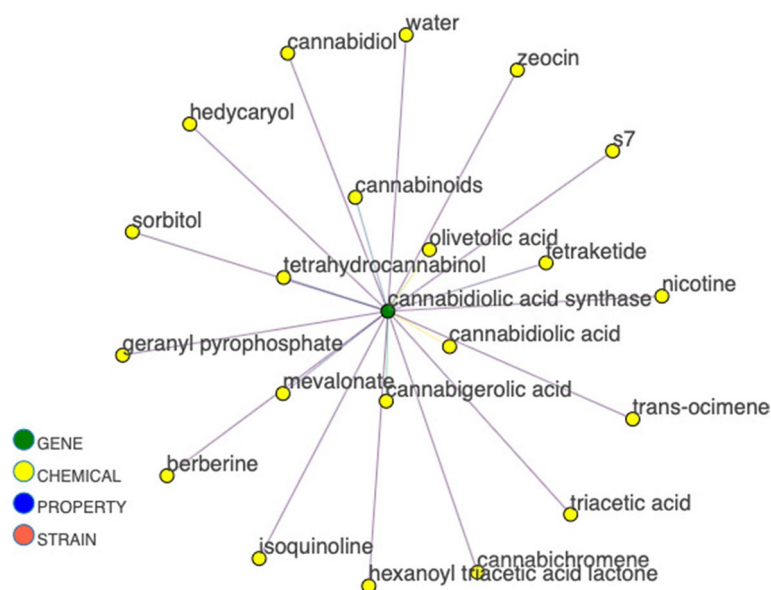 water
cannabidiol
zeocin
hedycaryol
s7
cannabinoids
sorbitol
olivetolic acid
tetraketide
tetrahydrocannabinol
nicotine
cannabidiolic acid synthase
cannabidiolic acid
geranyl pyrophosphate
mevalonate
cannabigerolic acid
trans-ocimene
GENE
berberine
CHEMICAL
triacetic acid
PROPERTY
STRAIN
isoquinoline
cannabichromene
hexanoyl triacetic acid lactone